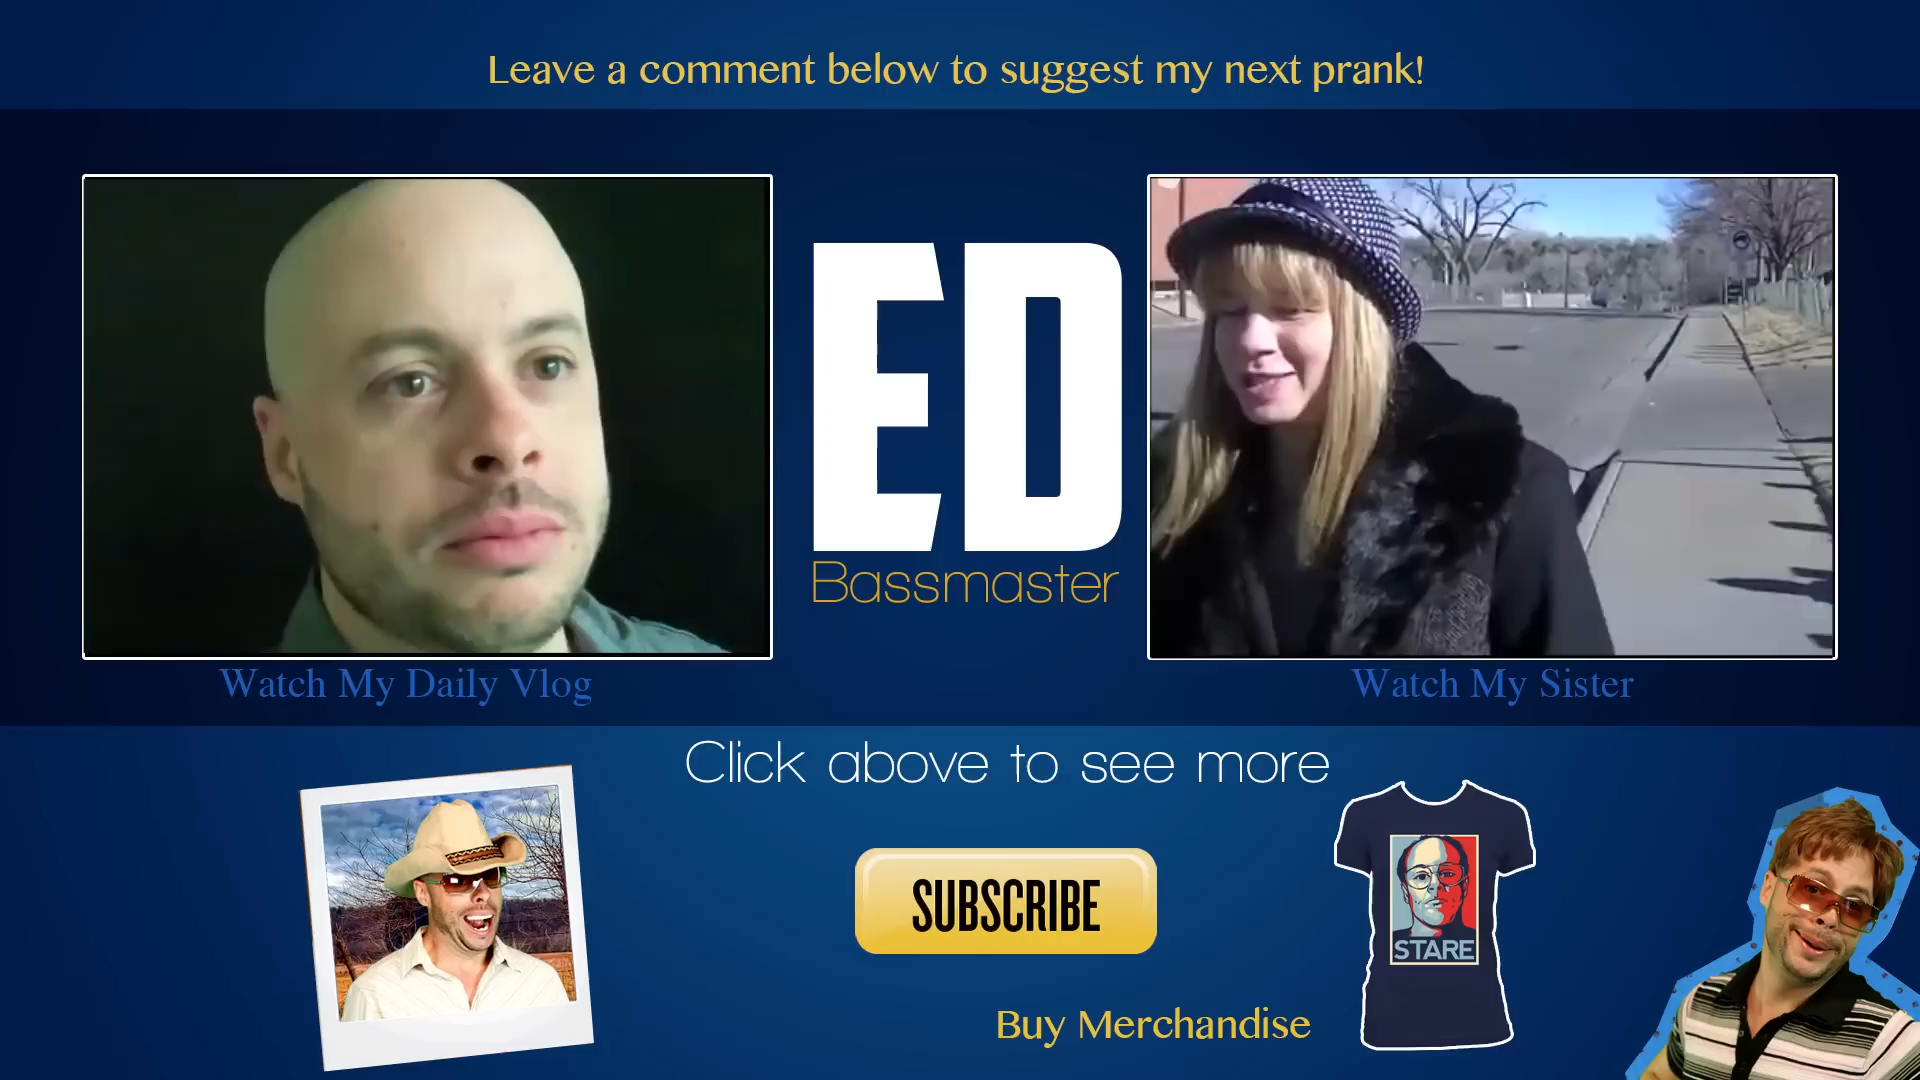 Leave a comment below to suggest my next prank!
ED
Bassmaster
Watch My Daily Vlog
Watch My Sister
Click above to see more
SUBSCRIBE
STARE
Buy Merchandise